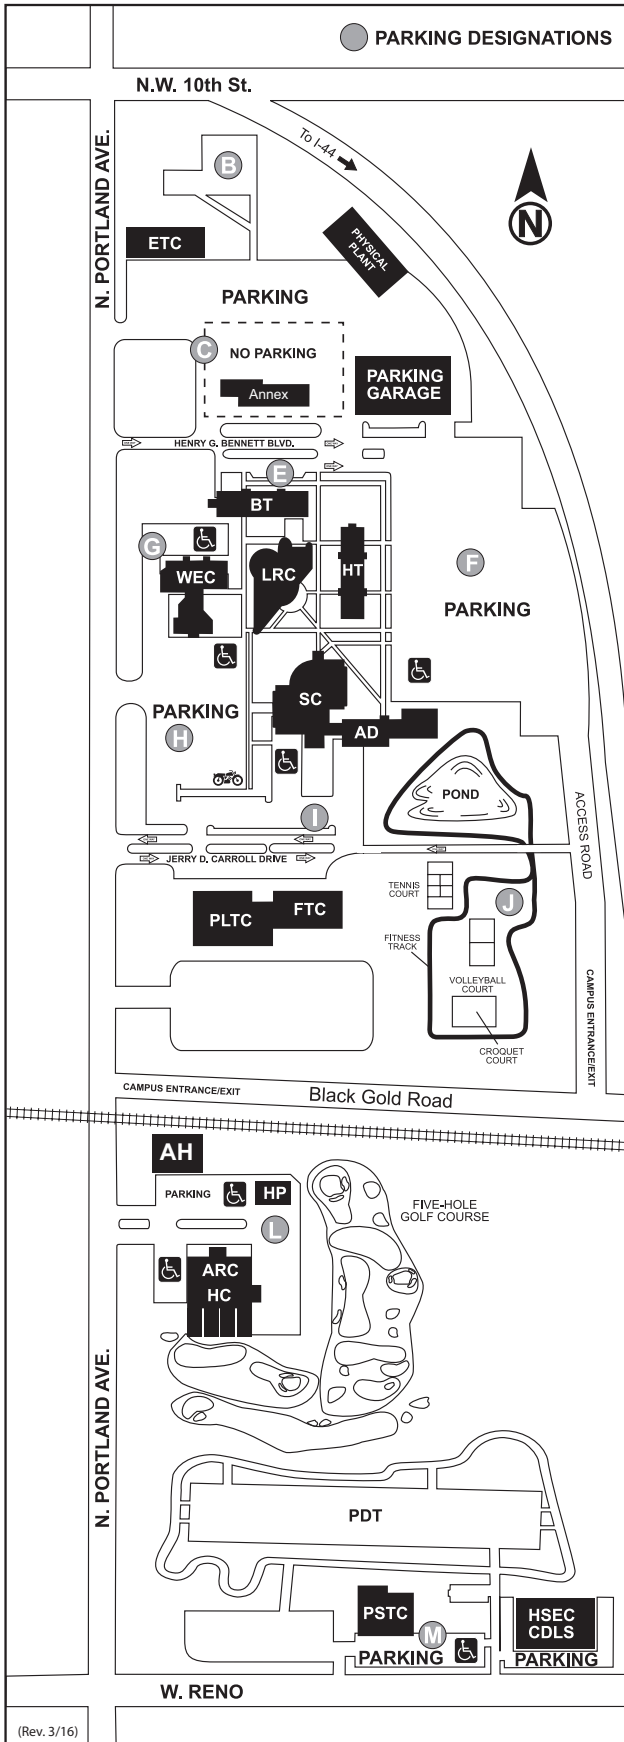 PARKING DESIGNATIONS
N.W. 10th St.
To I-44
N. PORTLAND AVE.
B
N
ETC
PHYSICAL
PLANT
PARKING
C
NO PARKING
Annex
PARKING
GARAGE
HENRY G. BENNETT BLVD.
E
BT
G
WEC
LRC
HT
F
PARKING
SC
PARKING
H
AD
I
POND
ACCESS ROAD
JERRY D. CARROLL DRIVE
TENNIS
COURT
J
PLTC
FTC
FITNESS
TRACK
VOLLEYBALL
COURT
CROQUET
COURT
CAMPUS ENTRANCE/EXIT
CAMPUS ENTRANCE/EXIT
Black Gold Road
AH
PARKING
HP
L
FIVE-HOLE
GOLF COURSE
ARC
HC
N. PORTLAND AVE.
PDT
PSTC
M
PARKING
HSEC
CDLS
PARKING
W. RENO
(Rev. 3/16)